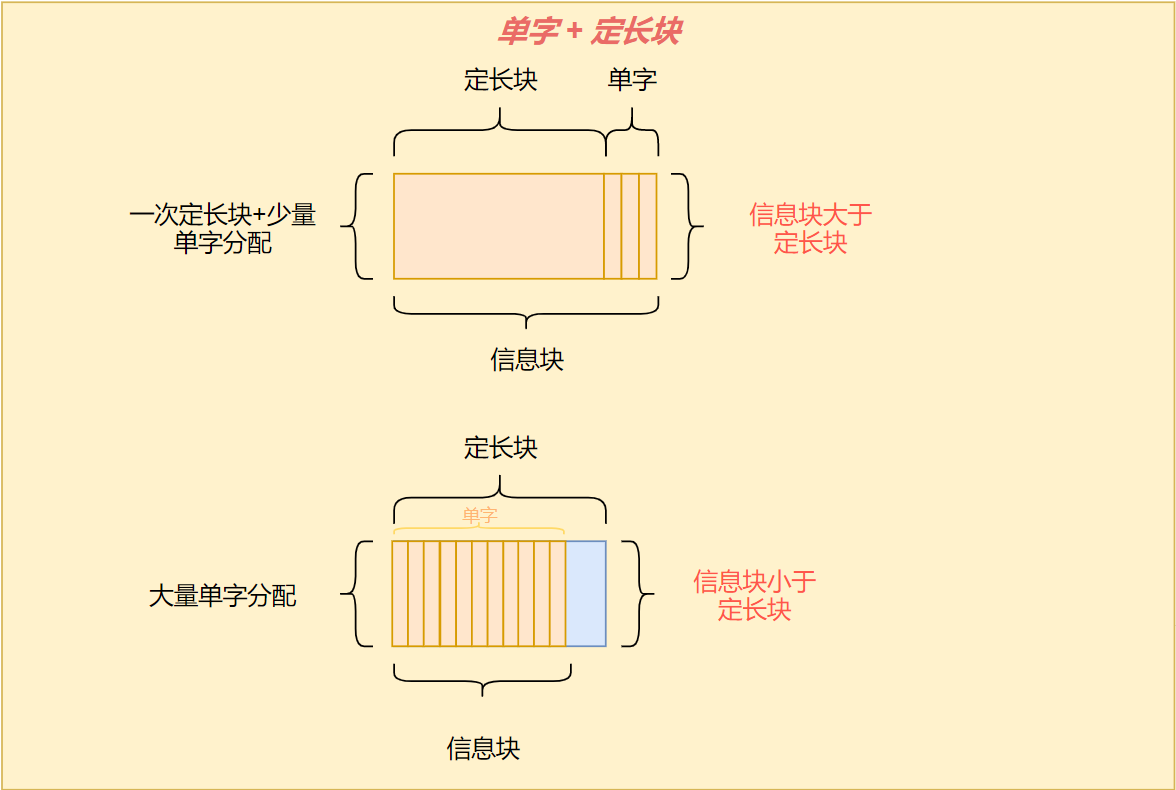 单字 + 定长块
定长块
单字
一次定长块+少量
单字分配
信息块大于
定长块
信息块
定长块
单字
大量单字分配
信息块小于
定长块
信息块